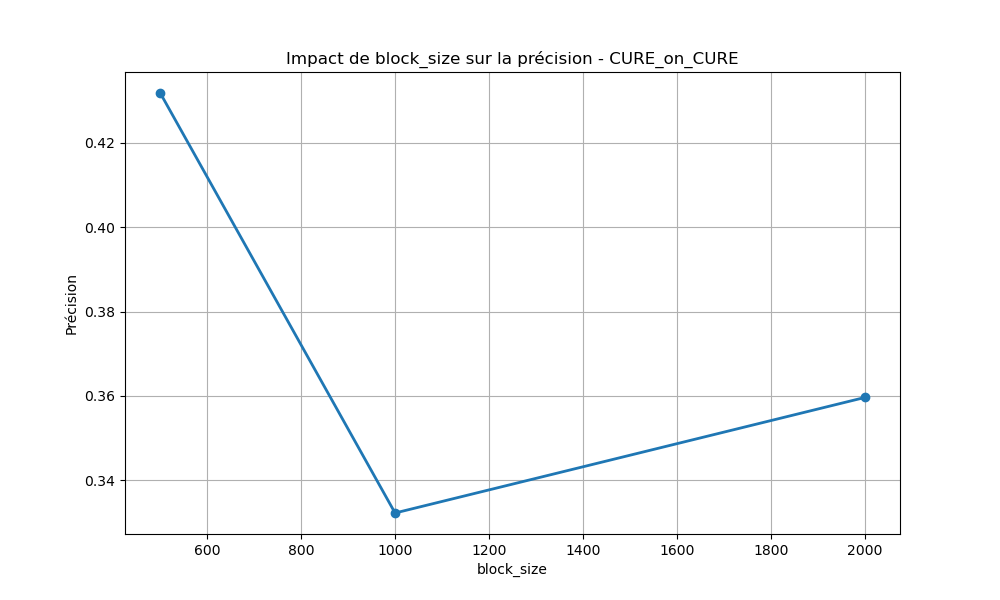 Impact de block_size sur la précision - CURE_on_CURE
Précision
0.42
0.40
0.38
0.36
0.34
600 800 1000 1200 1400 1600 1800 2000
block_size